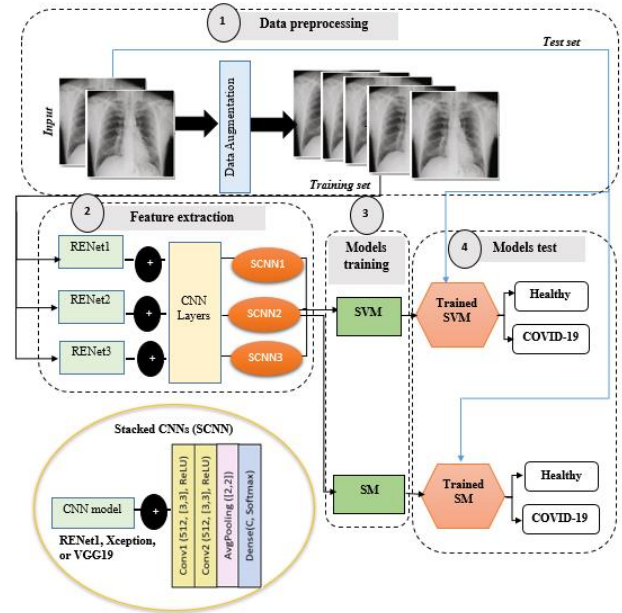 1
Data preprocessing
Test set
Input
Data Augmentation
Training set
2
Feature extraction
RENet1
RENet2
RENet3
+
+
+
CNN
Layers
SCNN1
SCNN2
SCNN3
3
Models
training
SVM
SM
4
Models test
Trained
SVM
Healthy
COVID-19
Trained
SM
Healthy
COVID-19
Stacked CNNs (SCNN)
CNN model
+
RENet1, Xception,
or VGG19
Conv1 (512, [3,3], ReLU)
Conv2 (512, [3,3], ReLU)
AvgPooling ([2,2])
Dense(C, Softmax)